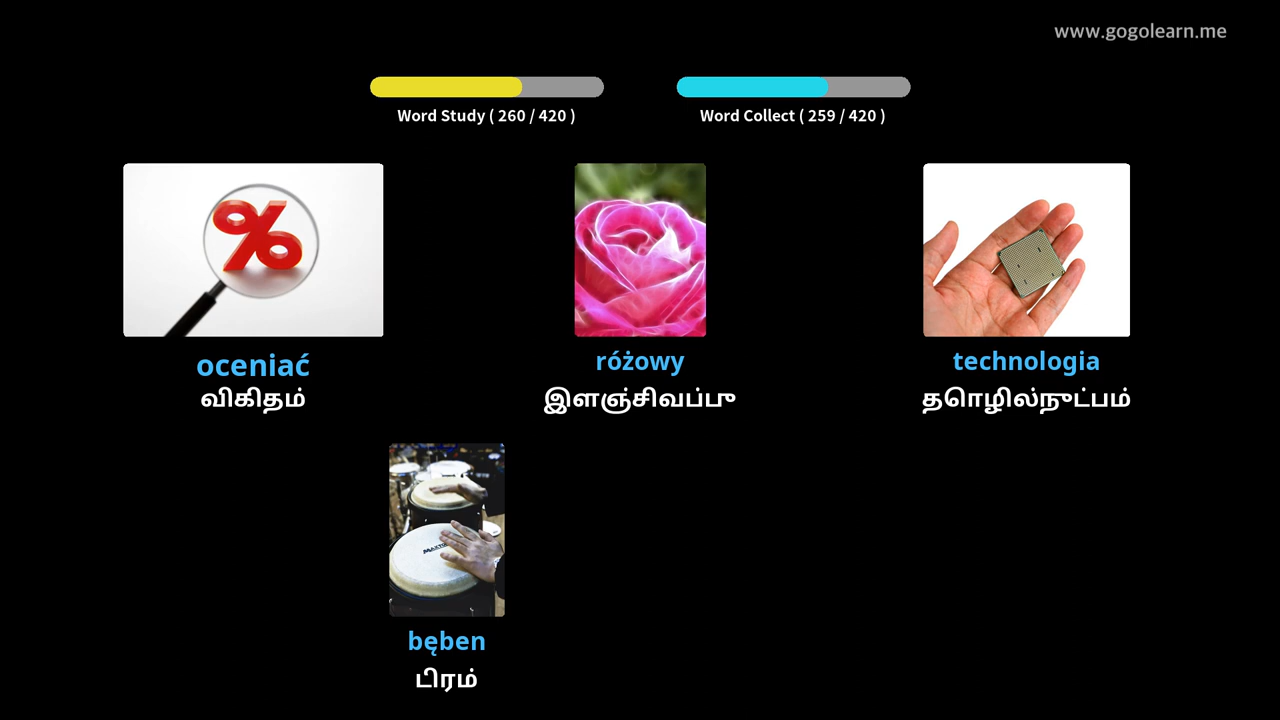 www.gogolearn.me
Word Study ( 260 / 420 )
Word Collect ( 259 / 420 )
oceniać
விகிதம்
różowy
இளஞ்சிவப்பு
technologia
தொழில்நுட்பம்
bęben
டிரம்